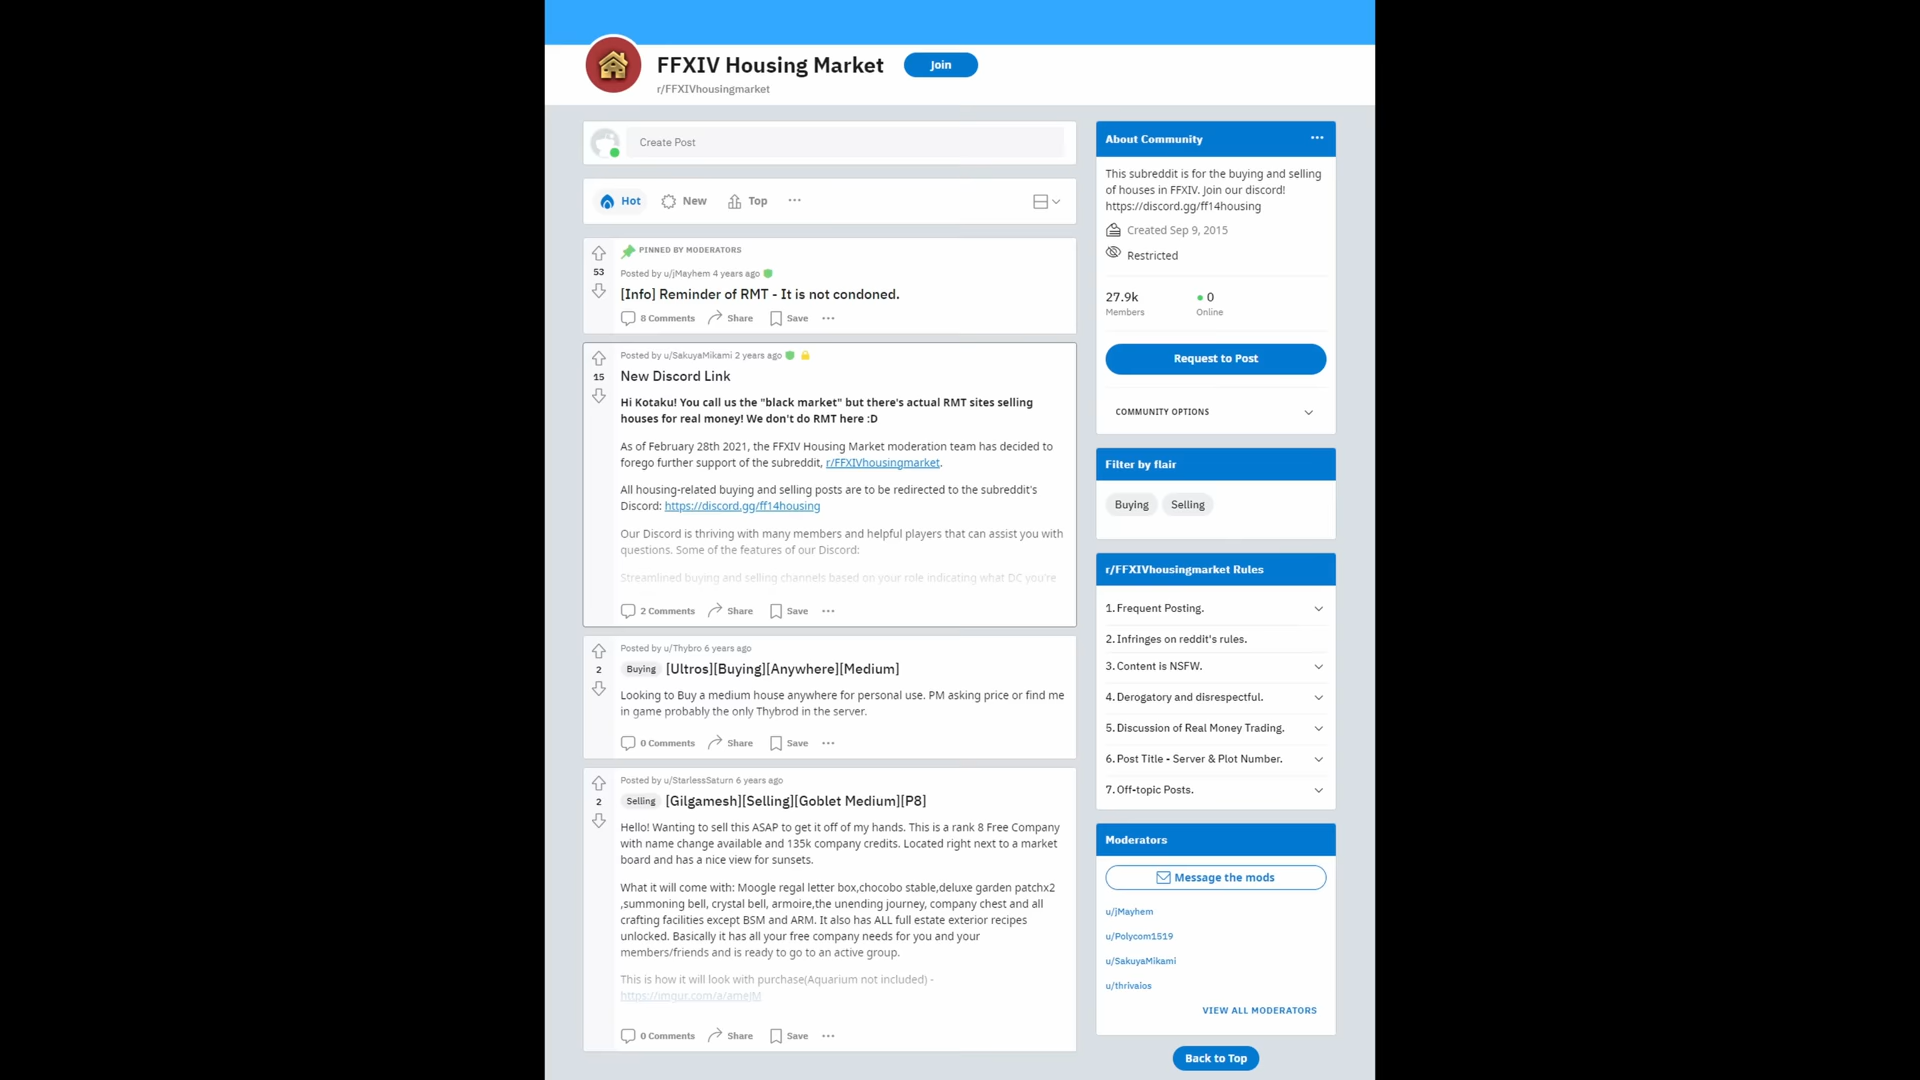 FFXIV Housing Market
Join
r/FFXIVhousingmarket
Create Post
Hot
New
Top
PINNED BY MODERATORS
Posted by u/jMayhem 4 years ago
53
[Info] Reminder of RMT - It is not condoned.
8 Comments
Share
Save
Posted by u/SakuyaMikami 2 years ago
15
New Discord Link
Hi Kotaku! You call us the "black market" but there's actual RMT sites selling
houses for real money! We don't do RMT here :D
As of February 28th 2021, the FFXIV Housing Market moderation team has decided to
forego further support of the subreddit, r/FFXIVhousingmarket.
All housing-related buying and selling posts are to be redirected to the subreddit's
Discord: https://discord.gg/ff14housing
Our Discord is thriving with many members and helpful players that can assist you with
questions. Some of the features of our Discord:
Streamlined buying and selling channels based on your role indicating what DC you're
2 Comments
Share
Save
Posted by u/Thybro 6 years ago
2
Buying
[Ultros][Buying][Anywhere][Medium]
Looking to Buy a medium house anywhere for personal use. PM asking price or find me
in game probably the only Thybrod in the server.
0 Comments
Share
Save
Posted by u/StarlessSaturn 6 years ago
2
Selling
[Gilgamesh][Selling][Goblet Medium][P8]
Hello! Wanting to sell this ASAP to get it off of my hands. This is a rank 8 Free Company
with name change available and 135k company credits. Located right next to a market
board and has a nice view for sunsets.
What it will come with: Moogle regal letter box,chocobo stable,deluxe garden patchx2
,summoning bell, crystal bell, armoire,the unending journey, company chest and all
crafting facilities except BSM and ARM. It also has ALL full estate exterior recipes
unlocked. Basically it has all your free company needs for you and your
members/friends and is ready to go to an active group.
This is how it will look with purchase(Aquarium not included) -
https://imgur.com/a/amejM
0 Comments
Share
Save
About Community
This subreddit is for the buying and selling
of houses in FFXIV. Join our discord!
https://discord.gg/ff14housing
Created Sep 9, 2015
Restricted
27.9k
Members
0
Online
Request to Post
COMMUNITY OPTIONS
Filter by flair
Buying
Selling
r/FFXIVhousingmarket Rules
1. Frequent Posting.
2. Infringes on reddit's rules.
3. Content is NSFW.
4. Derogatory and disrespectful.
5. Discussion of Real Money Trading.
6. Post Title - Server & Plot Number.
7. Off-topic Posts.
Moderators
Message the mods
u/jMayhem
u/Polycom1519
u/SakuyaMikami
u/thrivaios
VIEW ALL MODERATORS
Back to Top